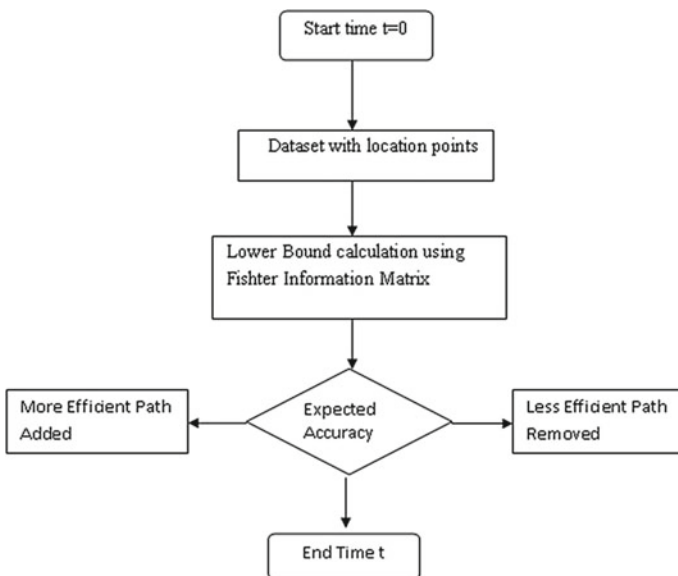 Start time t=0
Dataset with location points
Lower Bound calculation using
Fishter Information Matrix
More Efficient Path
Added
Expected
Accuracy
Less Efficient Path
Removed
End Time t